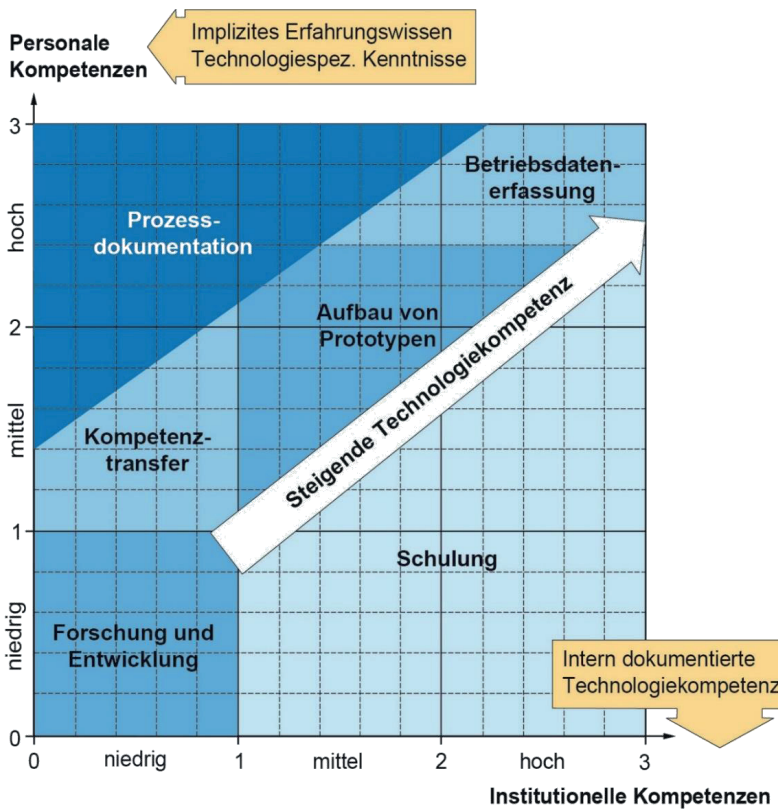 Personale
Kompetenzen
Implizites Erfahrungswissen
Technologiespez. Kenntnisse
3
hoch
2
mittel
1
niedrig
0
Prozess-
dokumentation
Betriebsdaten-
erfassung
Aufbau von
Prototypen
Kompetenz-
transfer
Steigende Technologiekompetenz
Schulung
Forschung und
Entwicklung
Intern dokumentierte
Technologiekompetenz
0
niedrig
1
mittel
2
hoch
3
Institutionelle Kompetenzen